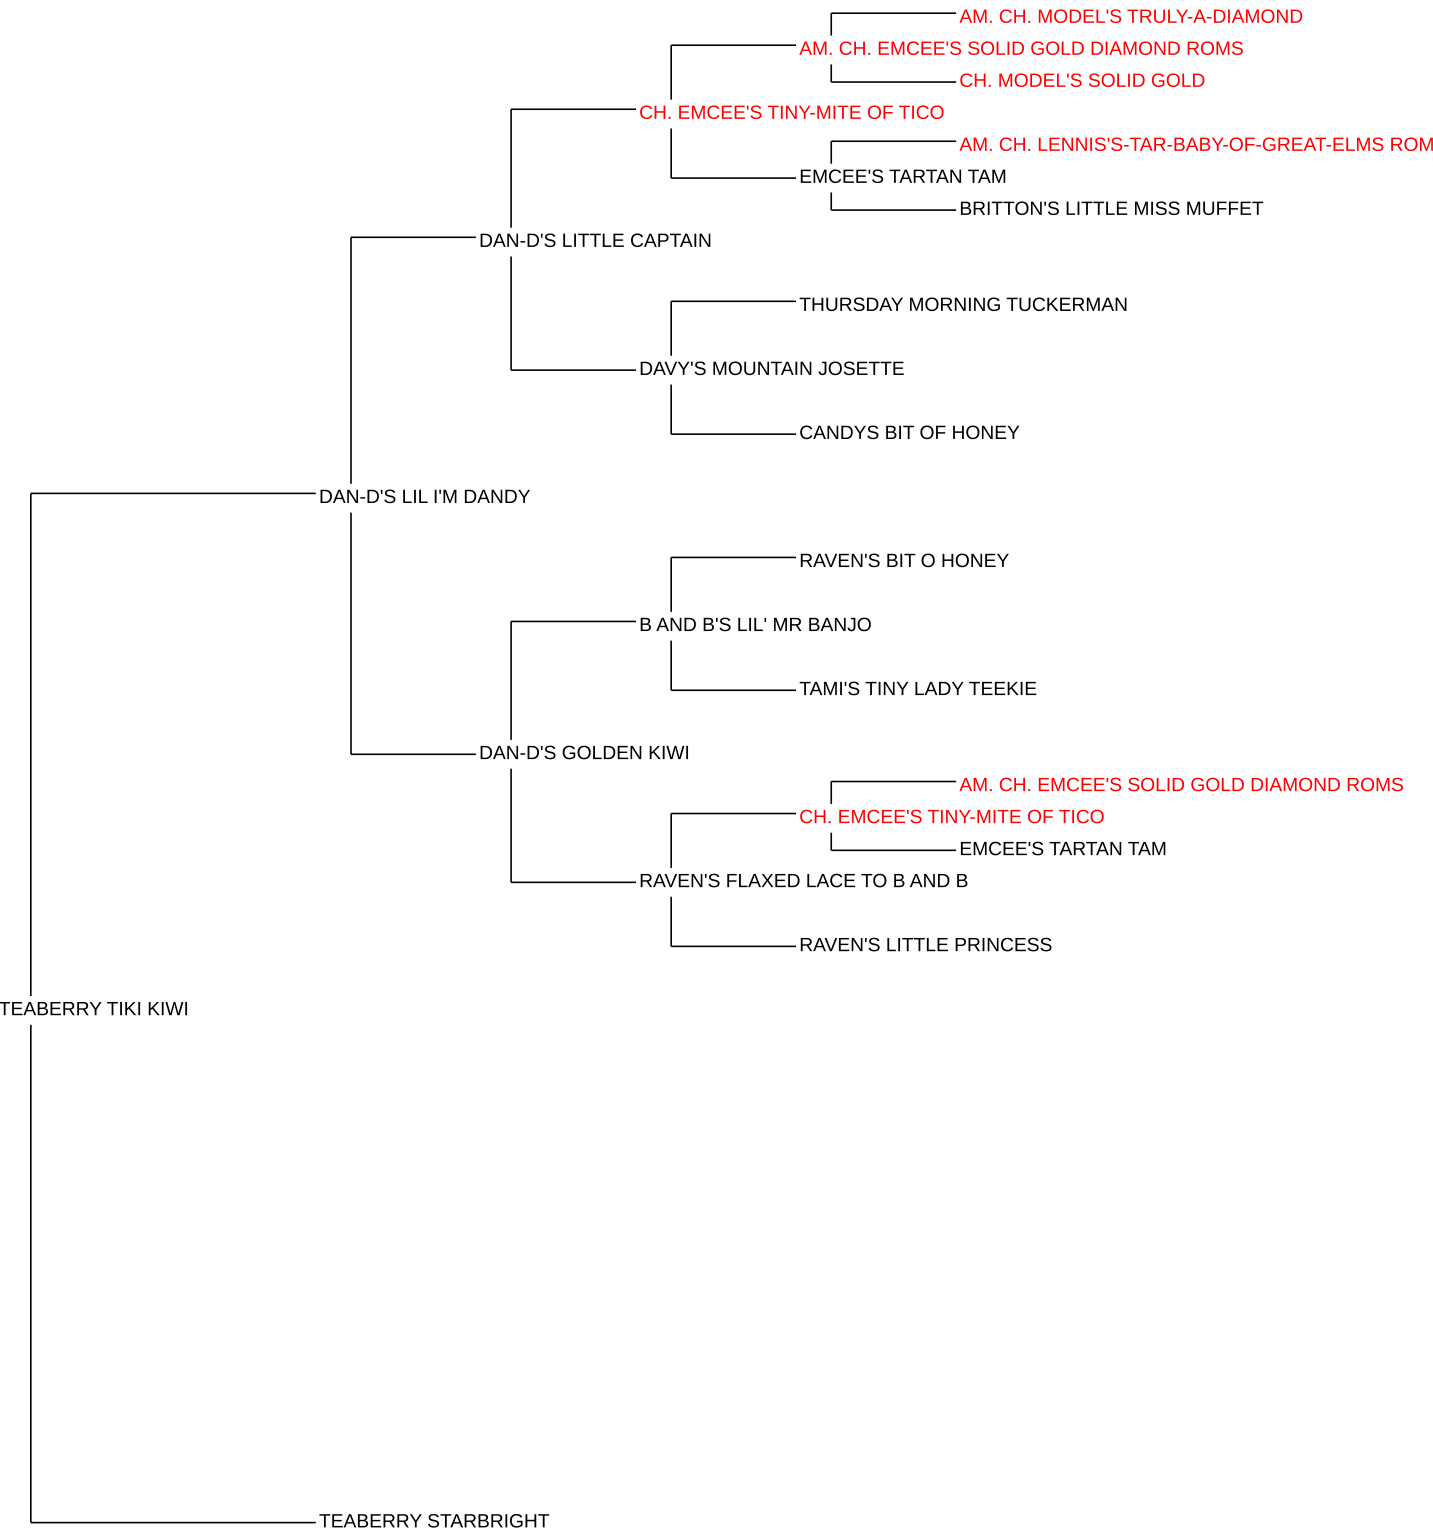 AM. CH. MODEL'S TRULY-A-DIAMOND
AM. CH. EMCEE'S SOLID GOLD DIAMOND ROMS
CH. MODEL'S SOLID GOLD
CH. EMCEE'S TINY-MITE OF TICO
AM. CH. LENNIS'S-TAR-BABY-OF-GREAT-ELMS ROM
EMCEE'S TARTAN TAM
BRITTON'S LITTLE MISS MUFFET
DAN-D'S LITTLE CAPTAIN
THURSDAY MORNING TUCKERMAN
DAVY'S MOUNTAIN JOSETTE
CANDYS BIT OF HONEY
DAN-D'S LIL I'M DANDY
RAVEN'S BIT O HONEY
B AND B'S LIL' MR BANJO
TAMI'S TINY LADY TEEKIE
DAN-D'S GOLDEN KIWI
AM. CH. EMCEE'S SOLID GOLD DIAMOND ROMS
CH. EMCEE'S TINY-MITE OF TICO
EMCEE'S TARTAN TAM
RAVEN'S FLAXED LACE TO B AND B
RAVEN'S LITTLE PRINCESS
TEABERRY TIKI KIWI
TEABERRY STARBRIGHT